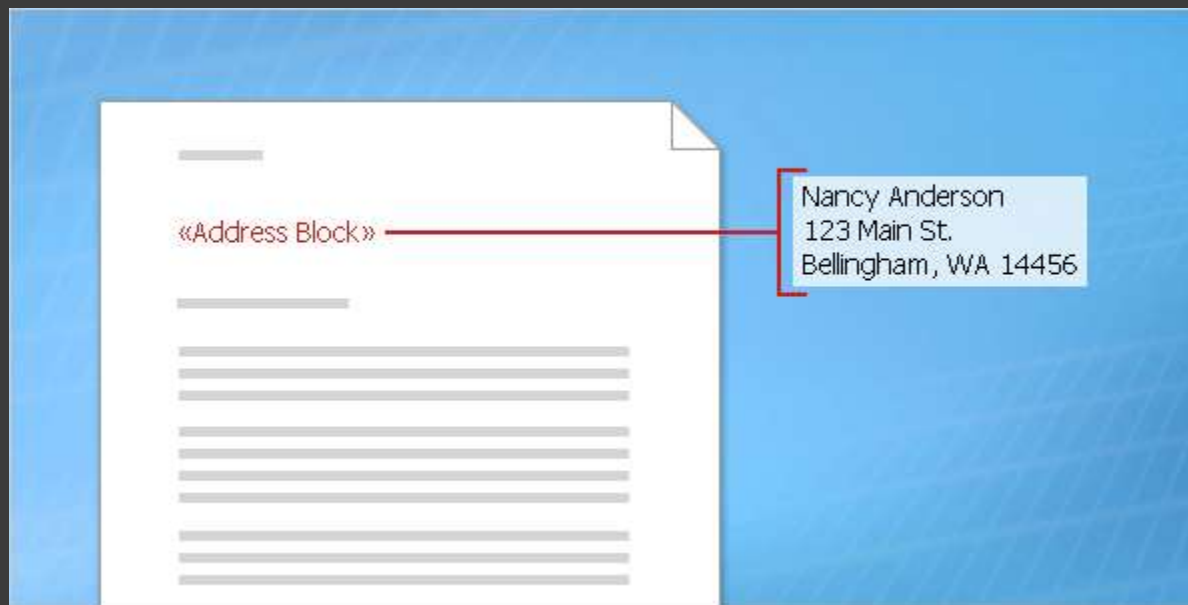 «Address Block»
Nancy Anderson
123 Main St.
Bellingham, WA 14456